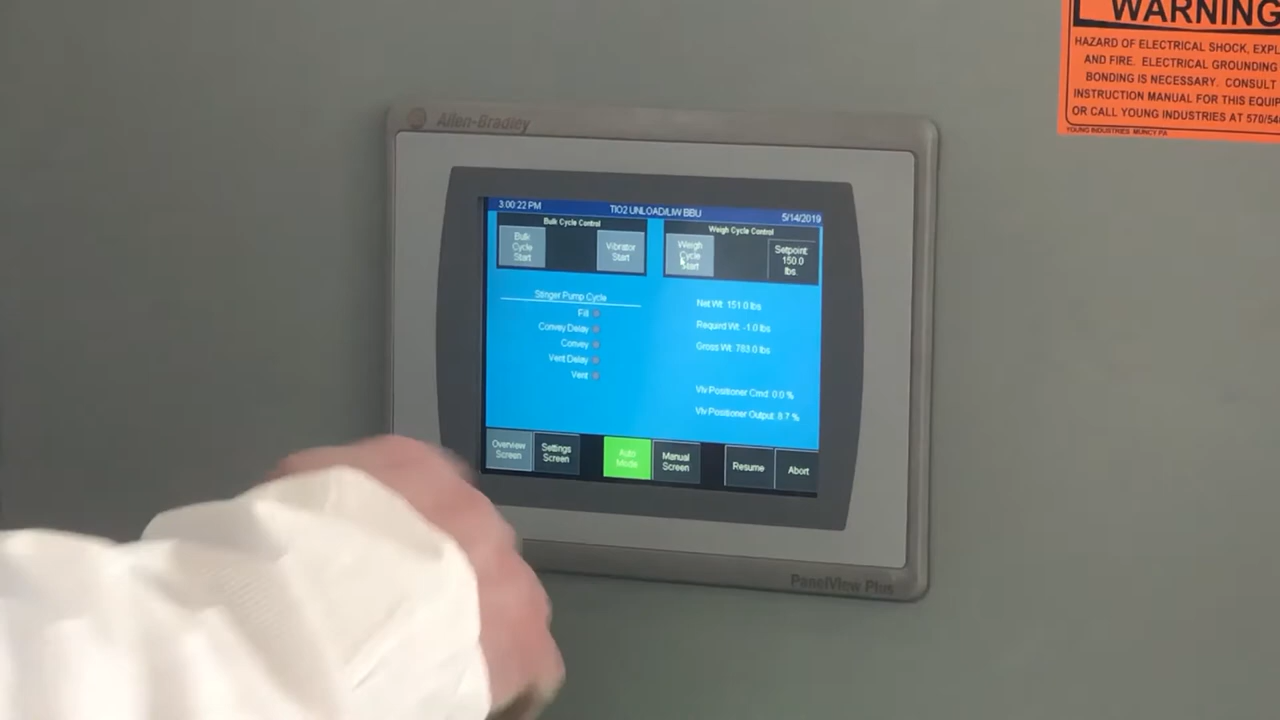 WARNING
HAZARD OF ELECTRICAL SHOCK, EXPL
AND FIRE. ELECTRICAL GROUNDING
BONDING IS NECESSARY. CONSULT
INSTRUCTION MANUAL FOR THIS EQUIP
OR CALL YOUNG INDUSTRIES AT 570/54
YOUNG INDUSTRIES MUNCY PA
Allen-Bradley
3:00:22 PM TIO2 UNLOAD/LIW BBU 5/14/2019
Bulk Cycle Control
Bulk
Cycle
Start
Vibrator
Start
Weigh Cycle Control
Weigh
Cycle
Start
Setpoint:
150.0
lbs.
Stinger Pump Cycle
Fill
Convey Delay
Convey
Vent Delay
Vent
Net Wt: 151.0 lbs
Required Wt: -1.0 lbs
Gross Wt: 783.0 lbs
Vlv Positioner Cmd: 0.0 %
Vlv Positioner Output: 8.7 %
Overview
Screen
Settings
Screen
Auto
Mode
Manual
Screen
Resume
Abort
PanelView Plus